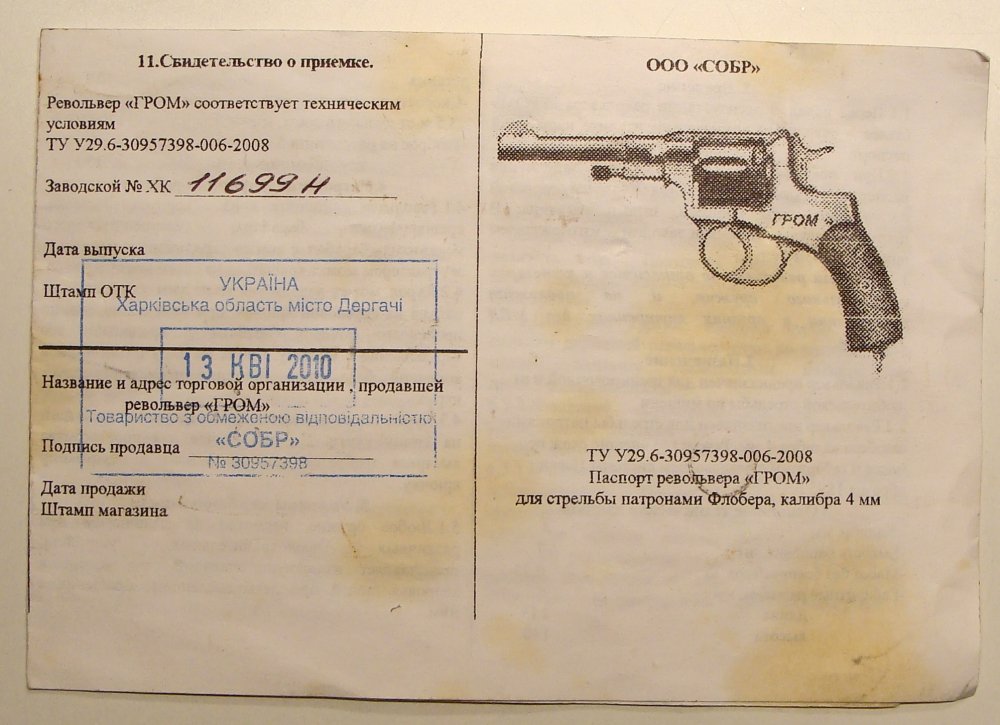 11.Свидетельство о приемке.
Револьвер «ГРОМ» соответствует техническим
условиям
ТУ У29.6-30957398-006-2008
Заводской № ХК 11699Н
Дата выпуска
Штамп ОТК
УКРАЇНА
Харківська область місто Дергачі
13 КВІ 2010
Название и адрес торговой организации , продавшей
револьвер «ГРОМ»
Товариство з обмеженою відповідальністю
«СОБР»
№ 30957398
Подпись продавца
Дата продажи
Штамп магазина
ООО «СОБР»
ГРОМ
ТУ У29.6-30957398-006-2008
Паспорт револьвера «ГРОМ»
для стрельбы патронами Флобера, калибра 4 мм